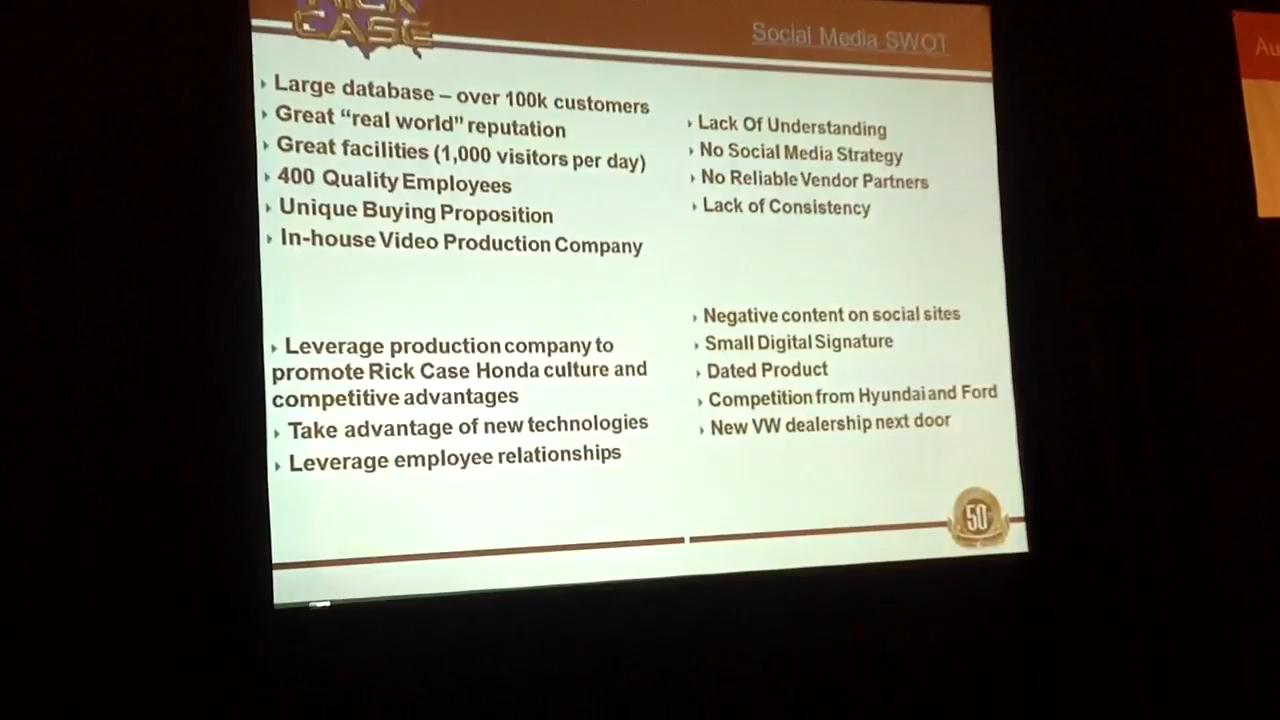 RICK
CASE
Social Media SWOT
Large database – over 100k customers
Great “real world” reputation
Great facilities (1,000 visitors per day)
400 Quality Employees
Unique Buying Proposition
In-house Video Production Company
Lack Of Understanding
No Social Media Strategy
No Reliable Vendor Partners
Lack of Consistency
Leverage production company to
promote Rick Case Honda culture and
competitive advantages
Take advantage of new technologies
Leverage employee relationships
Negative content on social sites
Small Digital Signature
Dated Product
Competition from Hyundai and Ford
New VW dealership next door
50